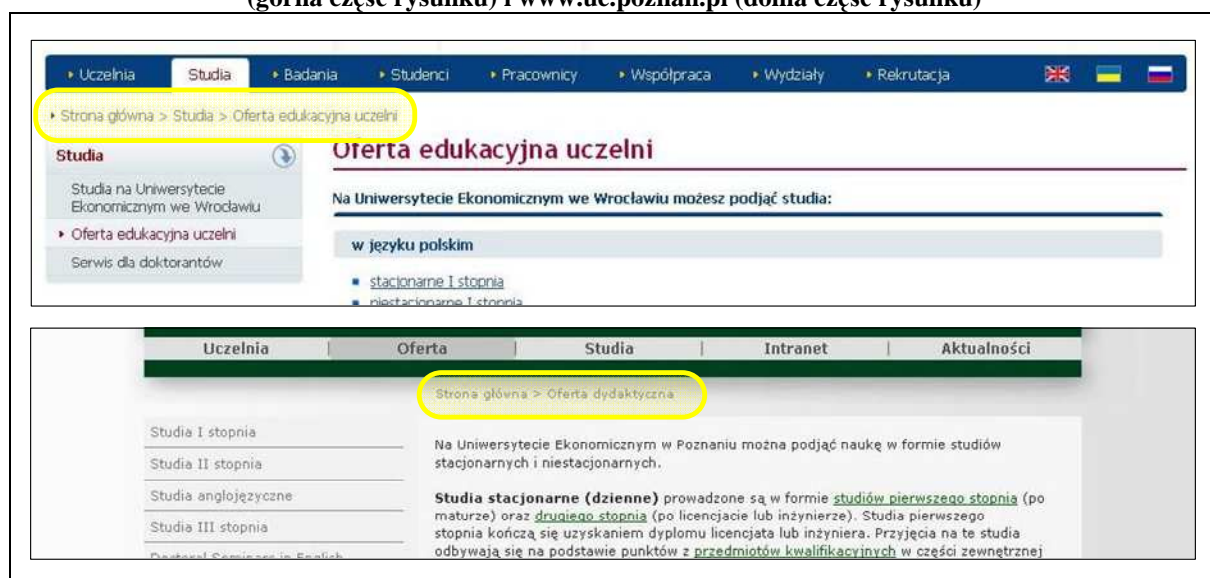 (górna część rysunku) i www.ue.poznan.pl (dolna część rysunku)
Uczelnia Studia Badania Studenci Pracownicy Współpraca Wydziały Rekrutacja
Strona główna > Studia > Oferta edukacyjna uczelni
Studia
Studia na Uniwersytecie
Ekonomicznym we Wrocławiu
Oferta edukacyjna uczelni
Serwis dla doktorantów
Oferta edukacyjna uczelni
Na Uniwersytecie Ekonomicznym we Wrocławiu możesz podjąć studia:
w języku polskim
stacjonarne I stopnia
niestacjonarne I stopnia
Uczelnia | Oferta | Studia | Intranet | Aktualności
Strona główna > Oferta dydaktyczna
Studia I stopnia
Studia II stopnia
Studia anglojęzyczne
Studia III stopnia
Doctoral Seminars in English
Na Uniwersytecie Ekonomicznym w Poznaniu można podjąć naukę w formie studiów
stacjonarnych i niestacjonarnych.
Studia stacjonarne (dzienne) prowadzone są w formie studiów pierwszego stopnia (po
maturze) oraz drugiego stopnia (po licencjacie lub inżynierze). Studia pierwszego
stopnia kończą się uzyskaniem dyplomu licencjata lub inżyniera. Przyjęcia na te studia
odbywają się na podstawie punktów z przedmiotów kwalifikacyjnych w części zewnętrznej